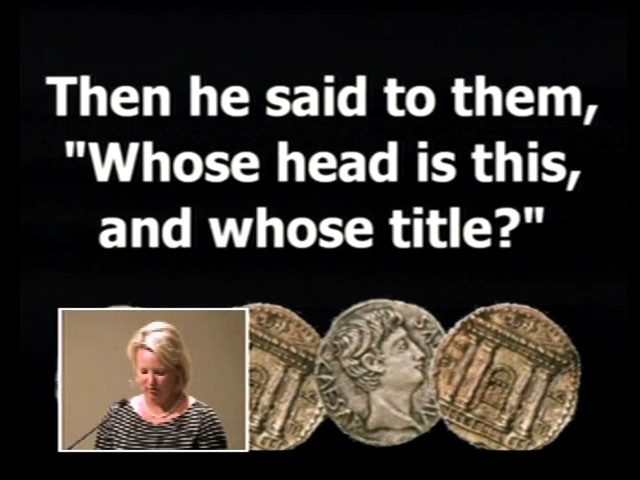 Then he said to them,
"Whose head is this,
and whose title?"